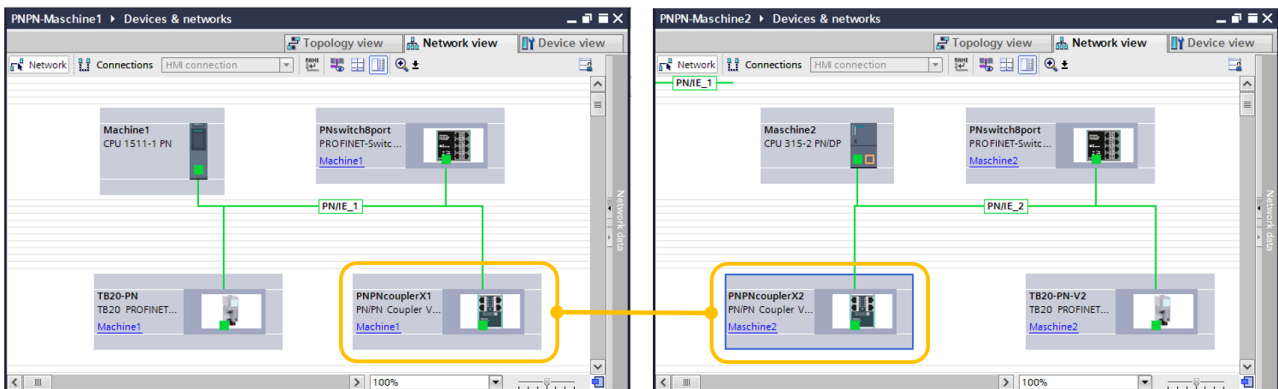 PNPN-Maschine1 ▸ Devices & networks
Topology view
Network view
Device view
Network
Connections
HMI connection
Machine1
CPU 1511-1 PN
PNswitch8port
PROFINET-Switc...
Machine1
PN/IE_1
TB20-PN
TB20 PROFINET...
Machine1
PNPNcouplerX1
PN/PN Coupler V...
Machine1
Network data
100%
PNPN-Maschine2 ▸ Devices & networks
Topology view
Network view
Device view
Network
Connections
HMI connection
PN/IE_1
Maschine2
CPU 315-2 PN/DP
PNswitch8port
PROFINET-Switc...
Maschine2
PN/IE_2
PNPNcouplerX2
PN/PN Coupler V...
Maschine2
TB20-PN-V2
TB20 PROFINET...
Maschine2
Network data
100%